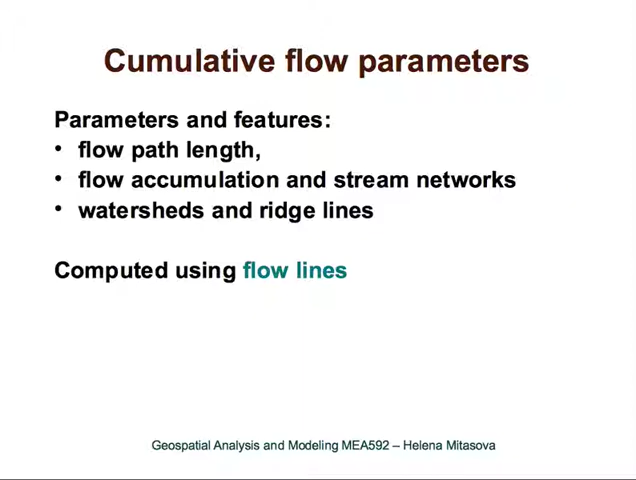 Cumulative flow parameters
Parameters and features:
• flow path length,
• flow accumulation and stream networks
• watersheds and ridge lines
Computed using flow lines
Geospatial Analysis and Modeling MEA592 – Helena Mitasova